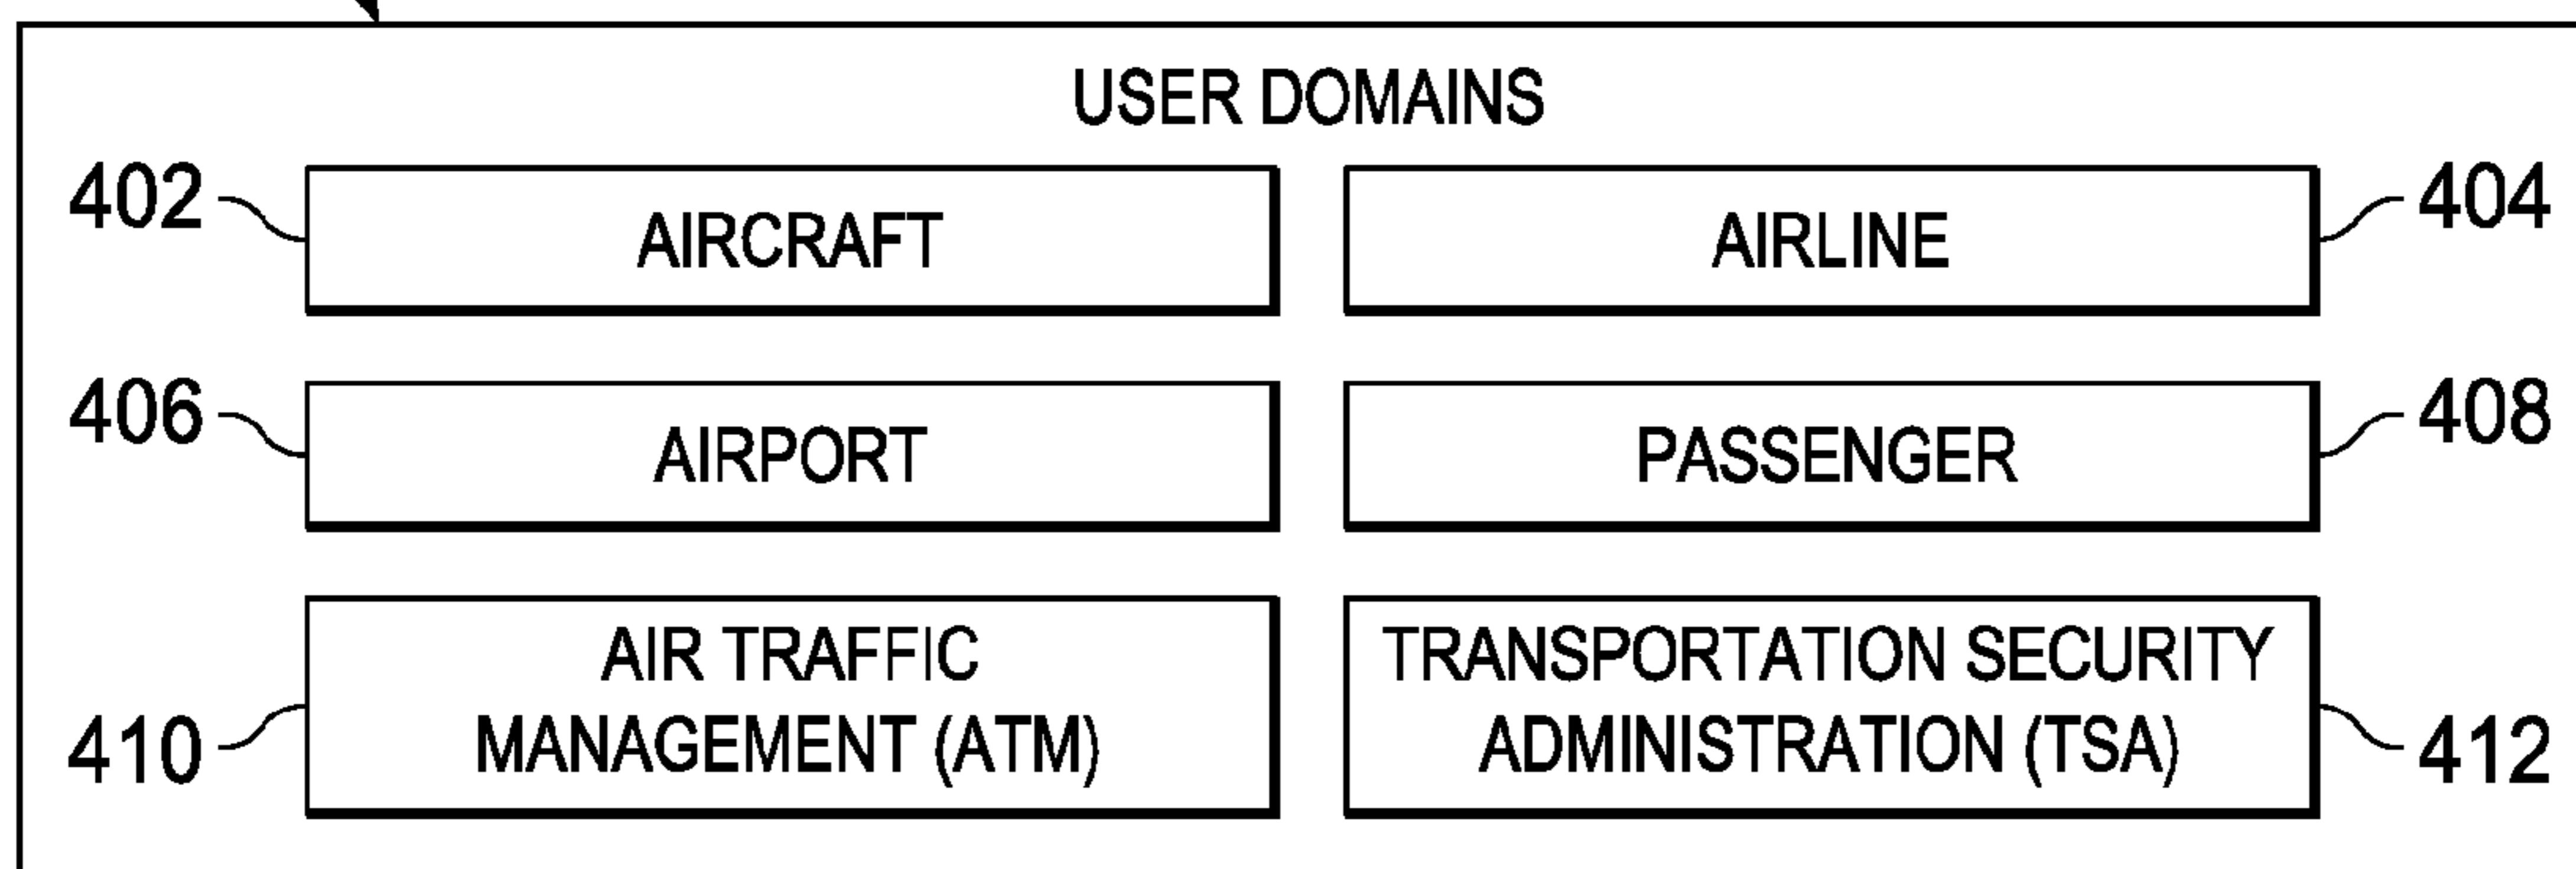 USER DOMAINS
402 AIRCRAFT AIRLINE 404
406 AIRPORT PASSENGER 408
AIR TRAFFIC
MANAGEMENT (ATM)
410
TRANSPORTATION SECURITY
ADMINISTRATION (TSA)
412